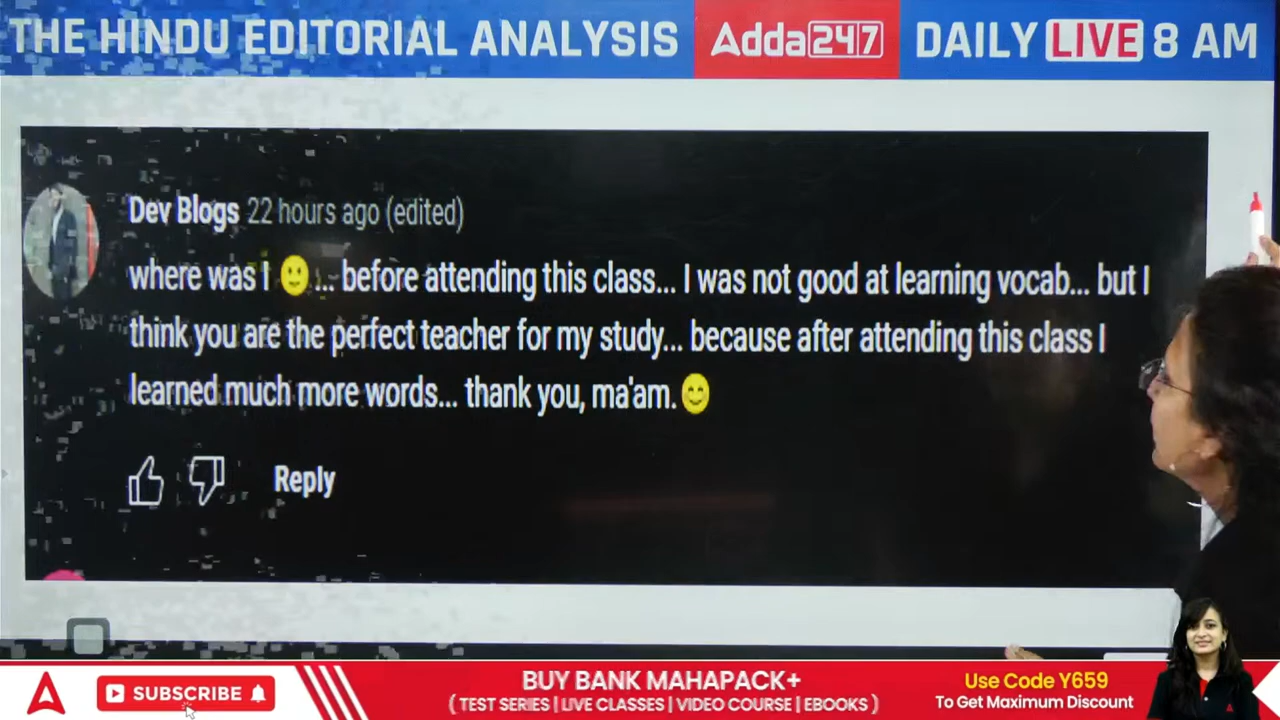 THE HINDU EDITORIAL ANALYSIS
Adda247
DAILY LIVE 8 AM
Dev Blogs 22 hours ago (edited)
where was I 🙂 ... before attending this class... I was not good at learning vocab... but I
think you are the perfect teacher for my study... because after attending this class I
learned much more words... thank you, ma'am. 😊
Reply
SUBSCRIBE
BUY BANK MAHAPACK+
( TEST SERIES | LIVE CLASSES | VIDEO COURSE | EBOOKS )
Use Code Y659
To Get Maximum Discount